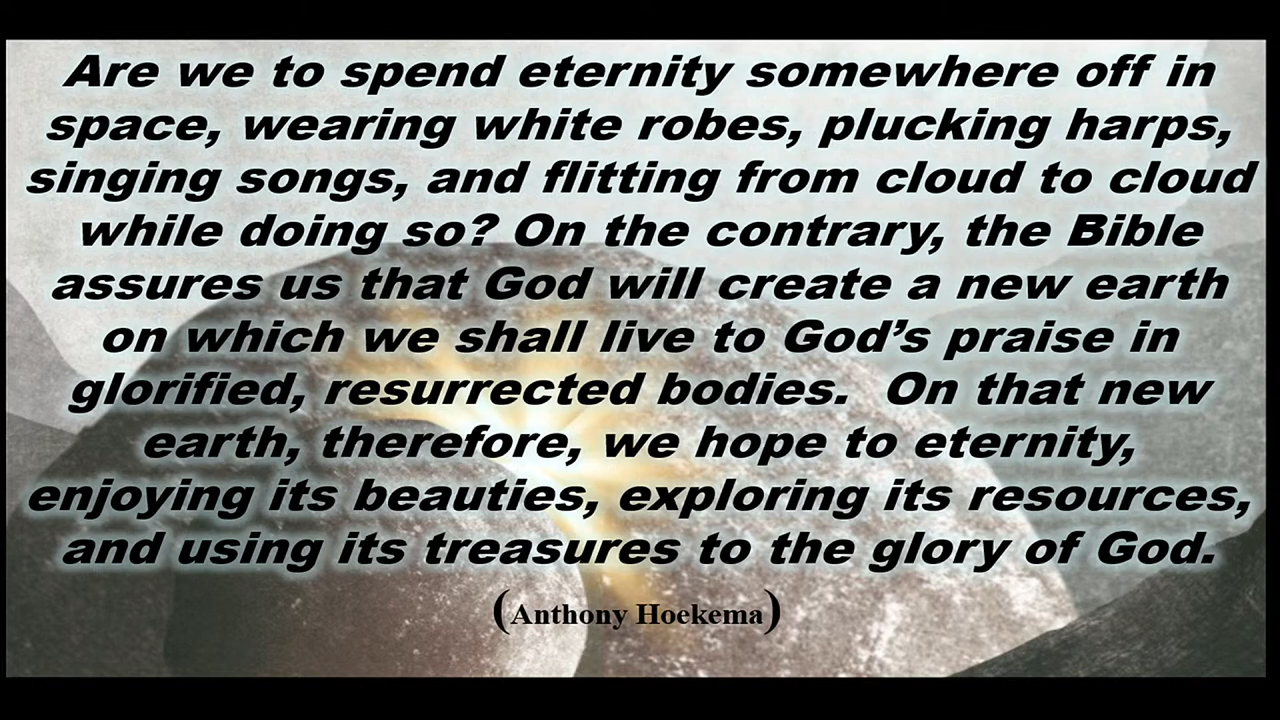 Are we to spend eternity somewhere off in
space, wearing white robes, plucking harps,
singing songs, and flitting from cloud to cloud
while doing so? On the contrary, the Bible
assures us that God will create a new earth
on which we shall live to God’s praise in
glorified, resurrected bodies.  On that new
earth, therefore, we hope to eternity,
enjoying its beauties, exploring its resources,
and using its treasures to the glory of God.
(Anthony Hoekema)